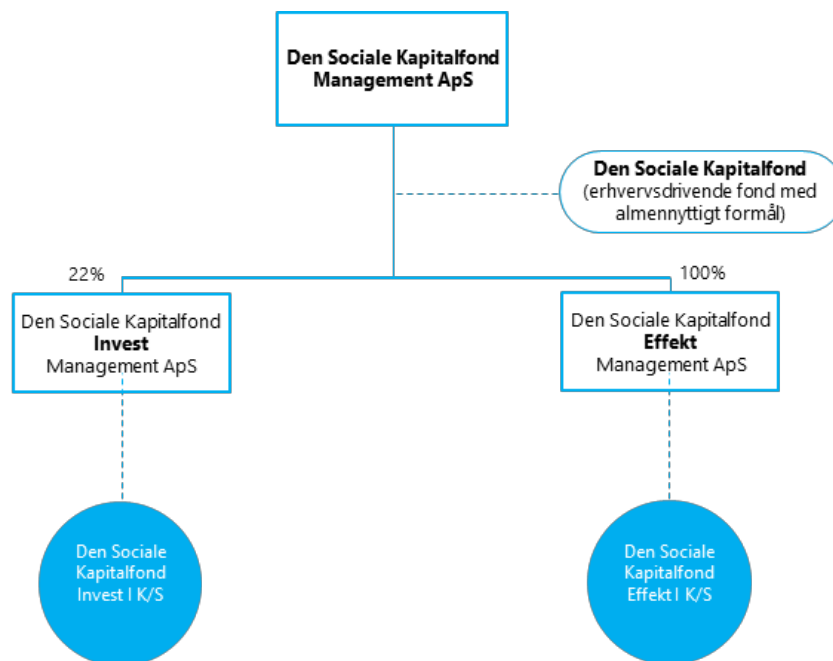 Den Sociale Kapitalfond
Management ApS
Den Sociale Kapitalfond
(erhvervsdrivende fond med
almennyttigt formål)
22%
100%
Den Sociale Kapitalfond
Invest
Management ApS
Den Sociale Kapitalfond
Effekt
Management ApS
Den Sociale
Kapitalfond
Invest I K/S
Den Sociale
Kapitalfond
Effekt I K/S